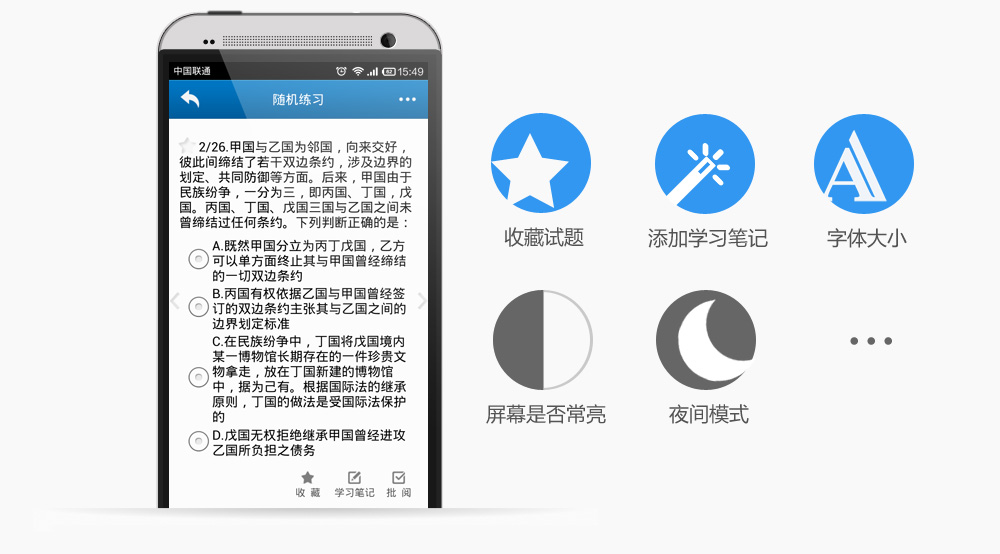 中国联通
82
15:49
随机练习
2/26.甲国与乙国为邻国，向来交好，
彼此间缔结了若干双边条约，涉及边界的
划定、共同防御等方面。后来，甲国由于
民族纷争，一分为三，即丙国、丁国，戊
国。丙国、丁国、戊国三国与乙国之间未
曾缔结过任何条约。下列判断正确的是：
A.既然甲国分立为丙丁戊国，乙方
可以单方面终止其与甲国曾经缔结
的一切双边条约
B.丙国有权依据乙国与甲国曾经签
订的双边条约主张其与乙国之间的
边界划定标准
C.在民族纷争中，丁国将戊国境内
某一博物馆长期存在的一件珍贵文
物拿走，放在丁国新建的博物馆
中，据为己有。根据国际法的继承
原则，丁国的做法是受国际法保护
的
D.戊国无权拒绝继承甲国曾经进攻
乙国所负担之债务
收 藏
学习笔记
批 阅
收藏试题
添加学习笔记
A
字体大小
屏幕是否常亮
夜间模式